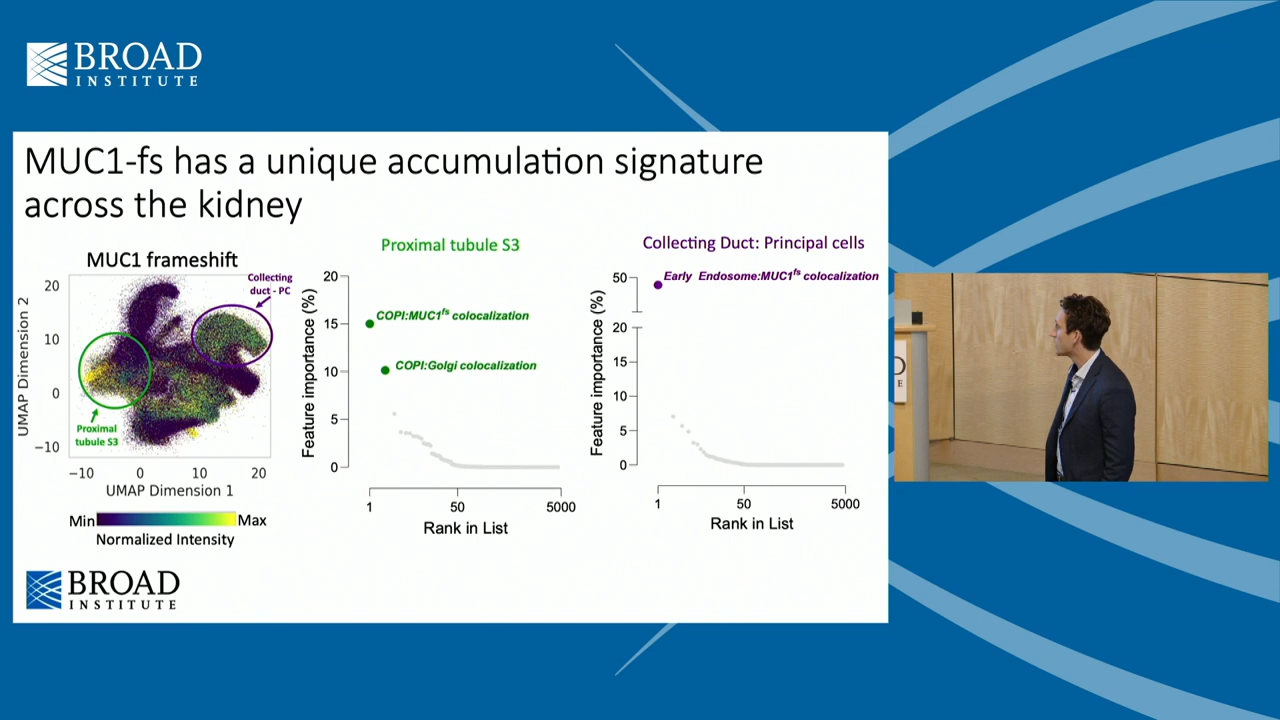 BROAD
INSTITUTE
MUC1-fs has a unique accumulation signature
across the kidney
MUC1 frameshift
Collecting
duct - PC
UMAP Dimension 2
20
10
0
−10
Proximal
tubule S3
−10
0
10
20
UMAP Dimension 1
Min
Max
Normalized Intensity
Proximal tubule S3
Feature importance (%)
20
15
10
5
0
COPI:MUC1fs colocalization
COPI:Golgi colocalization
1
50
5000
Rank in List
Collecting Duct: Principal cells
Feature importance (%)
50
20
15
10
5
0
Early Endosome:MUC1fs colocalization
1
50
5000
Rank in List
BROAD
INSTITUTE
D
E